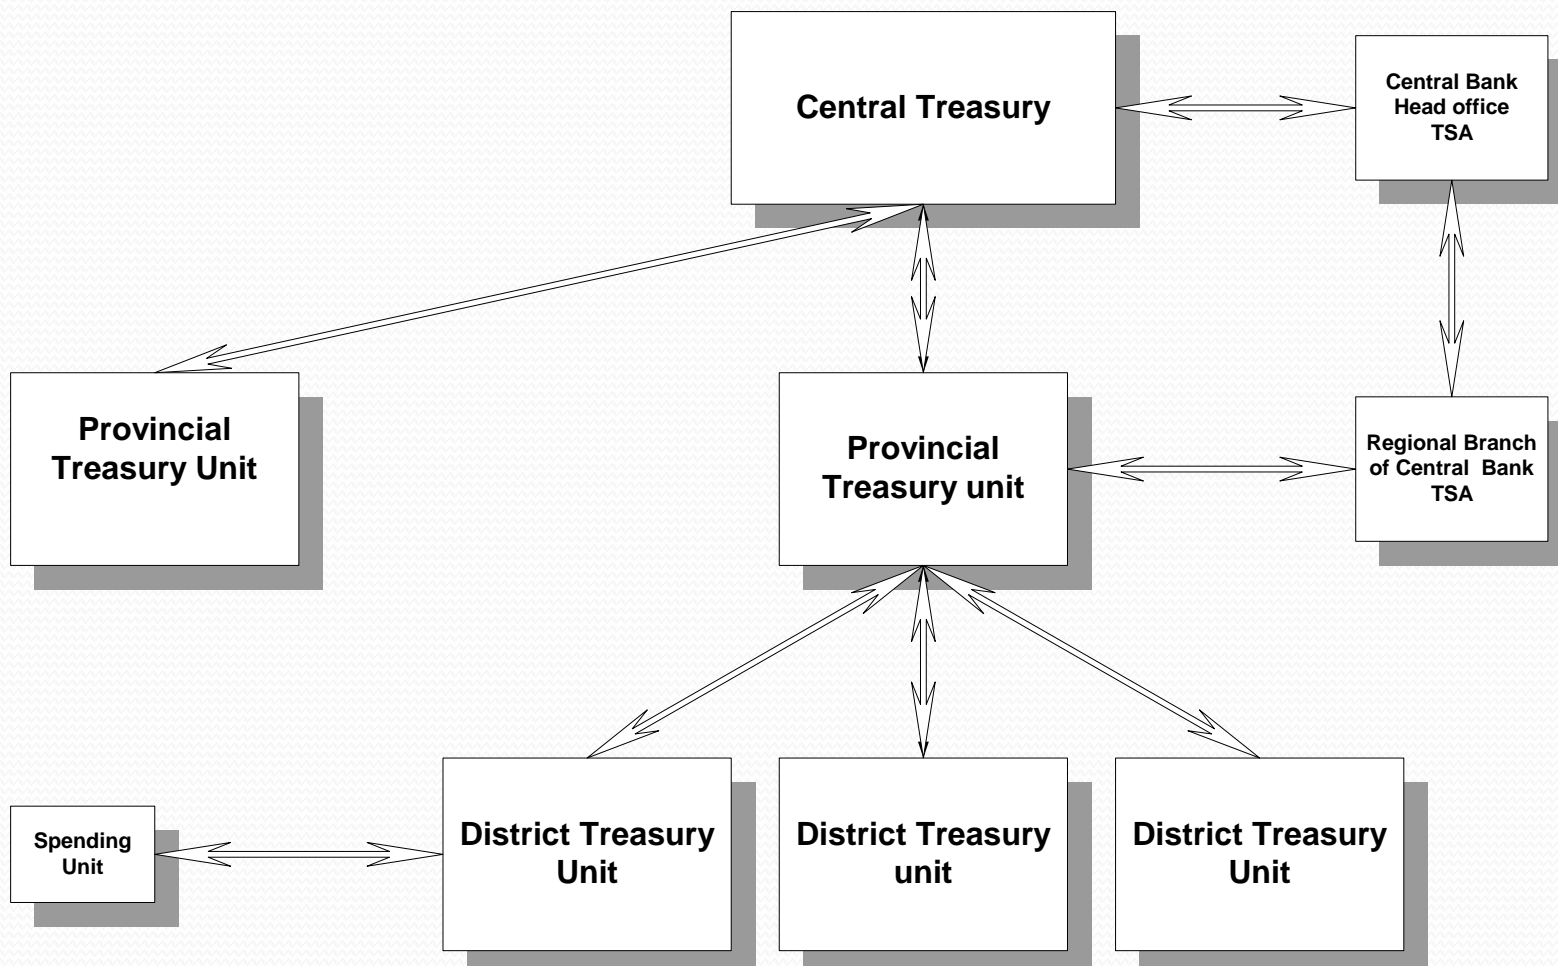 Central Treasury
Central Bank
Head office
TSA
Provincial
Treasury Unit
Provincial
Treasury unit
Regional Branch
of Central  Bank
TSA
Spending
Unit
District Treasury
Unit
District Treasury
unit
District Treasury
Unit